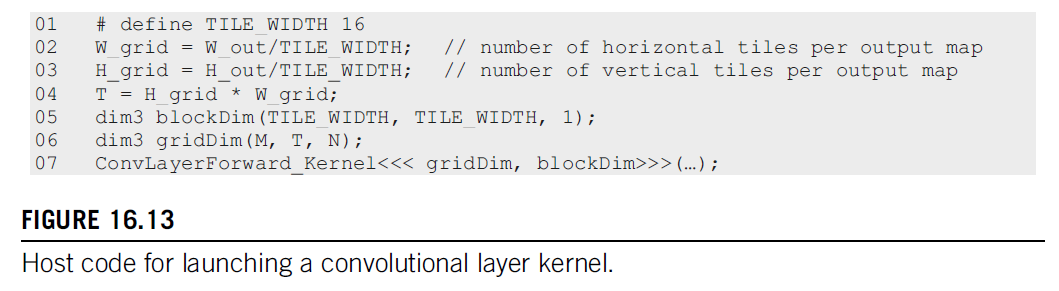 01 # define TILE_WIDTH 16
02 W_grid = W_out/TILE_WIDTH; // number of horizontal tiles per output map
03 H_grid = H_out/TILE_WIDTH; // number of vertical tiles per output map
04 T = H_grid * W_grid;
05 dim3 blockDim(TILE_WIDTH, TILE_WIDTH, 1);
06 dim3 gridDim(M, T, N);
07 ConvLayerForward_Kernel<<< gridDim, blockDim>>>(…);
FIGURE 16.13
Host code for launching a convolutional layer kernel.